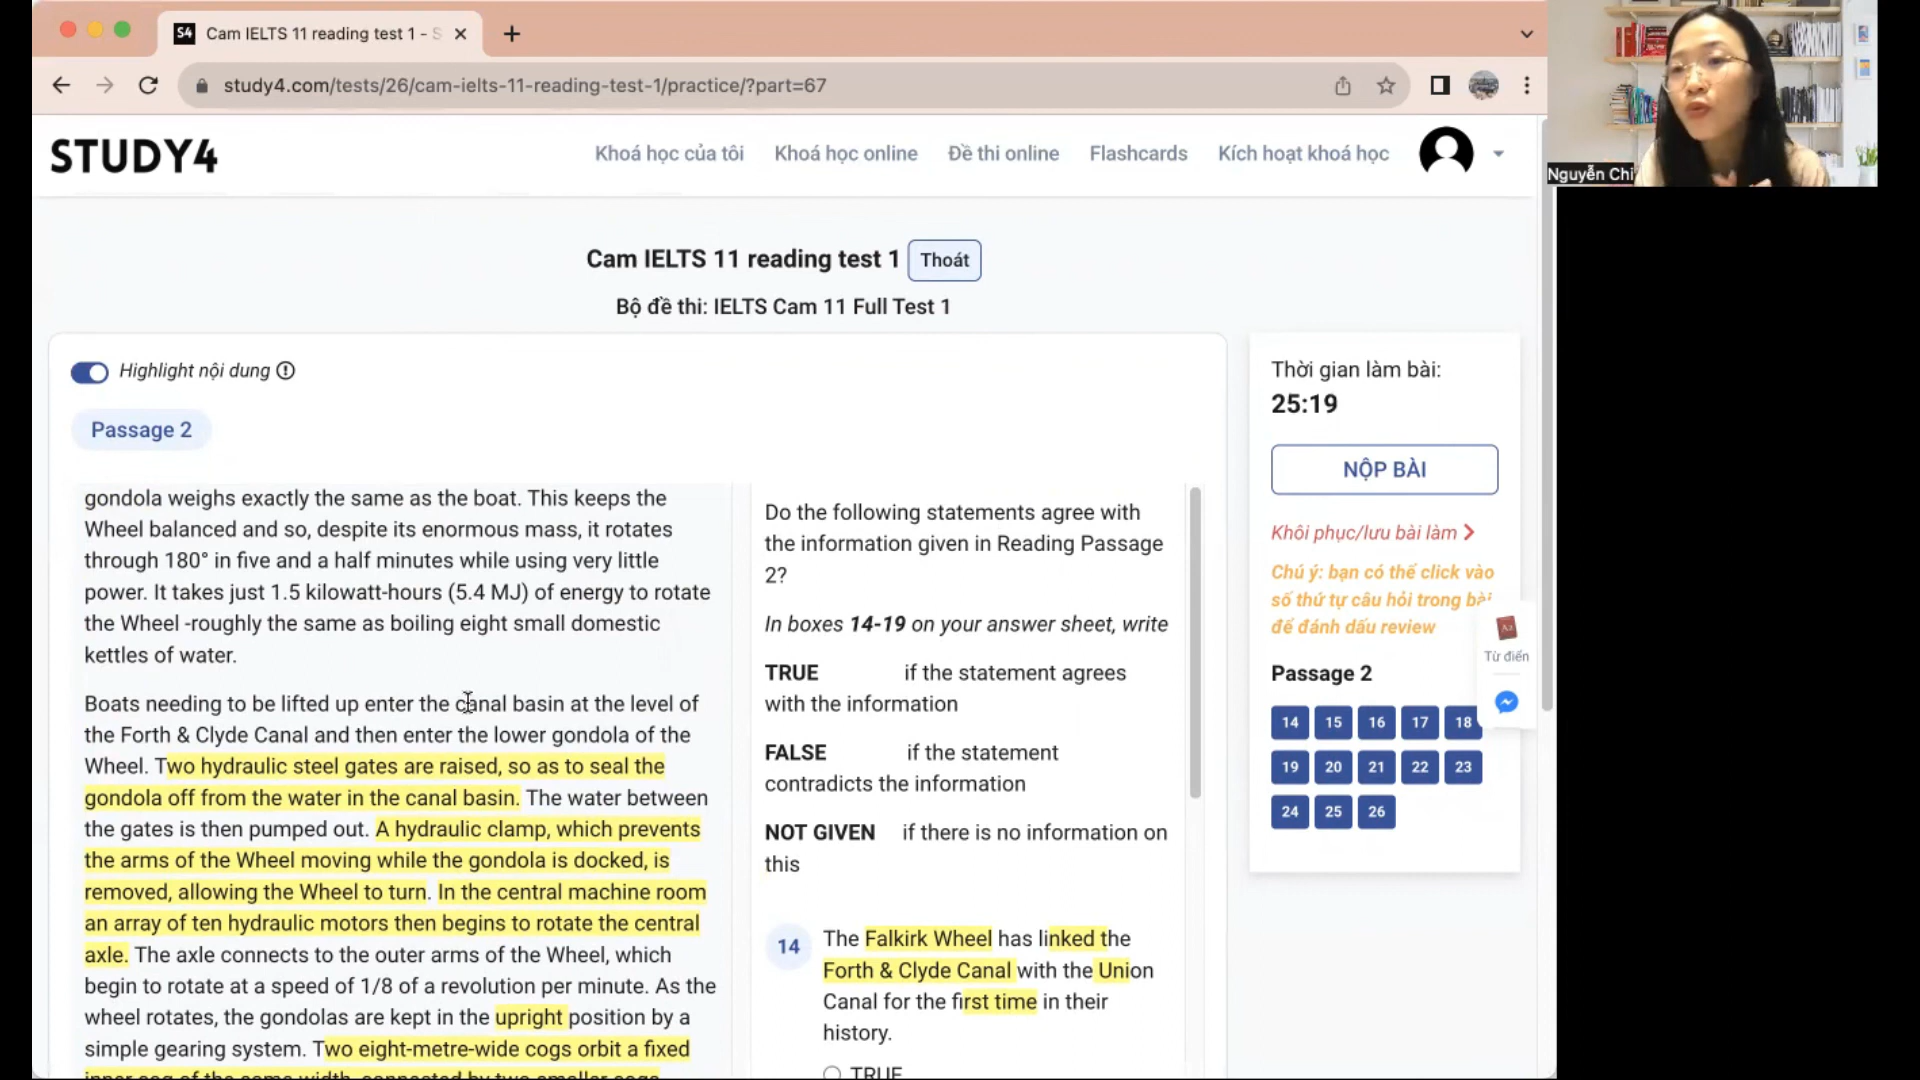 S4 Cam IELTS 11 reading test 1 - S
study4.com/tests/26/cam-ielts-11-reading-test-1/practice/?part=67
STUDY4
Khoá học của tôi
Khoá học online
Đề thi online
Flashcards
Kích hoạt khoá học
Nguyễn Chi
Cam IELTS 11 reading test 1
Thoát
Bộ đề thi: IELTS Cam 11 Full Test 1
Highlight nội dung
Passage 2
gondola weighs exactly the same as the boat. This keeps the
Wheel balanced and so, despite its enormous mass, it rotates
through 180° in five and a half minutes while using very little
power. It takes just 1.5 kilowatt-hours (5.4 MJ) of energy to rotate
the Wheel -roughly the same as boiling eight small domestic
kettles of water.
Boats needing to be lifted up enter the canal basin at the level of
the Forth & Clyde Canal and then enter the lower gondola of the
Wheel. Two hydraulic steel gates are raised, so as to seal the
gondola off from the water in the canal basin. The water between
the gates is then pumped out. A hydraulic clamp, which prevents
the arms of the Wheel moving while the gondola is docked, is
removed, allowing the Wheel to turn. In the central machine room
an array of ten hydraulic motors then begins to rotate the central
axle. The axle connects to the outer arms of the Wheel, which
begin to rotate at a speed of 1/8 of a revolution per minute. As the
wheel rotates, the gondolas are kept in the upright position by a
simple gearing system. Two eight-metre-wide cogs orbit a fixed
inner cog of the same width, connected by two smaller cogs
Do the following statements agree with
the information given in Reading Passage
2?
In boxes 14-19 on your answer sheet, write
TRUE if the statement agrees
with the information
FALSE if the statement
contradicts the information
NOT GIVEN if there is no information on
this
14 The Falkirk Wheel has linked the
Forth & Clyde Canal with the Union
Canal for the first time in their
history.
TRUE
Thời gian làm bài:
25:19
NỘP BÀI
Khôi phục/lưu bài làm
Chú ý: bạn có thể click vào
số thứ tự câu hỏi trong bài
để đánh dấu review
Từ điển
Passage 2
14 15 16 17 18
19 20 21 22 23
24 25 26